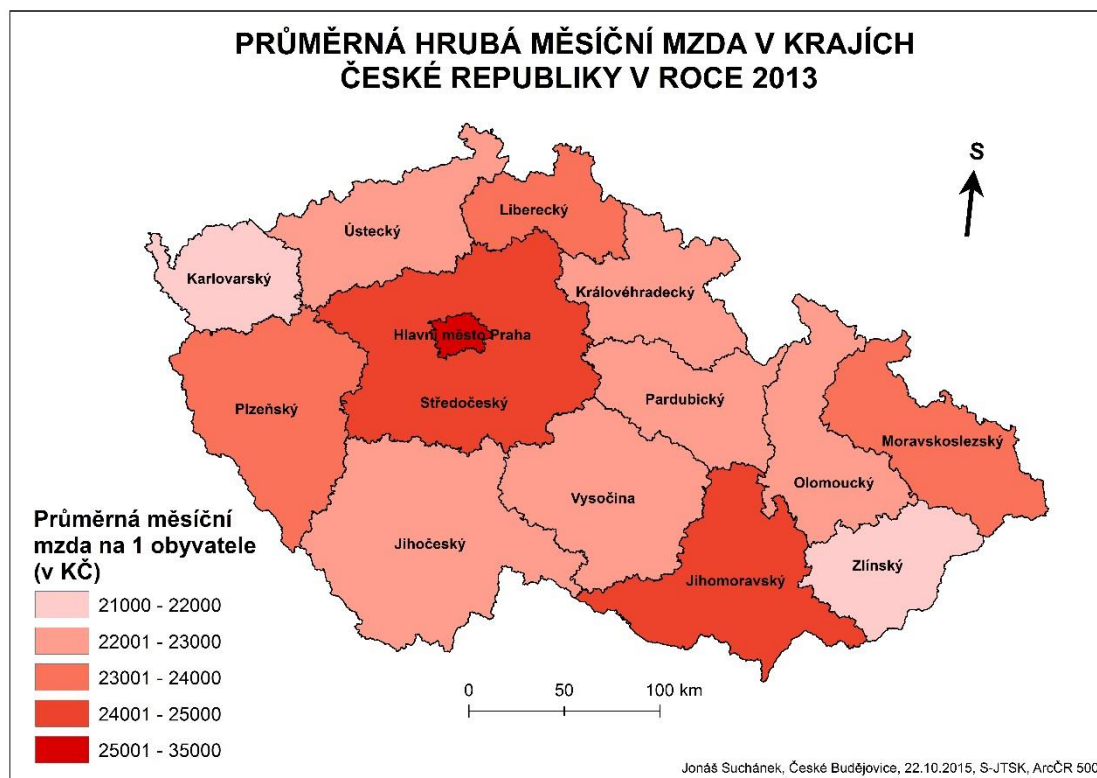 PRŮMĚRNÁ HRUBÁ MĚSÍČNÍ MZDA V KRAJÍCH
ČESKÉ REPUBLIKY V ROCE 2013
S
Liberecký
Ústecký
Karlovarský
Královéhradecký
Hlavní město Praha
Středočeský
Plzeňský
Pardubický
Moravskoslezský
Olomoucký
Vysočina
Jihočeský
Zlínský
Jihomoravský
Průměrná měsíční
mzda na 1 obyvatele
(v KČ)
21000 - 22000
22001 - 23000
23001 - 24000
24001 - 25000
25001 - 35000
0 50 100 km
Jonáš Suchánek, České Budějovice, 22.10.2015, S-JTSK, ArcČR 500